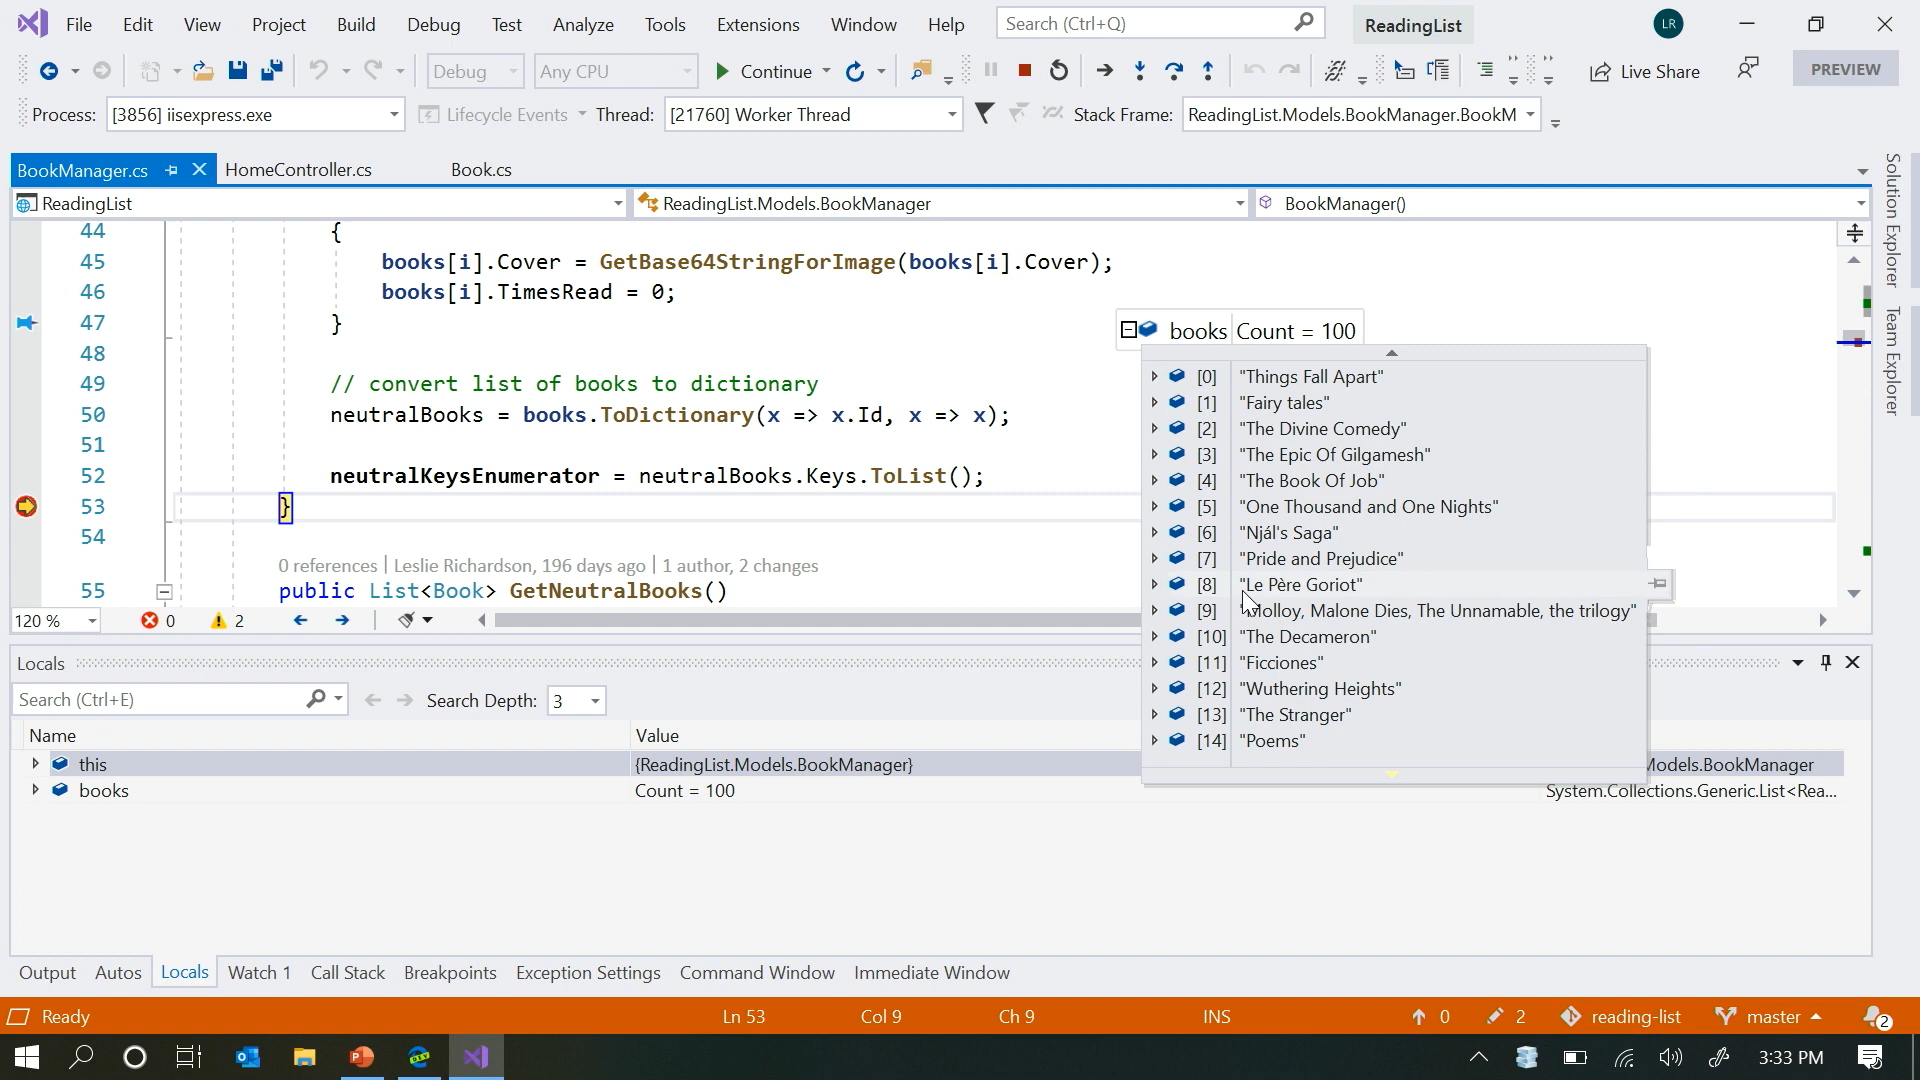 File Edit View Project Build Debug Test Analyze Tools Extensions Window Help Search (Ctrl+Q) ReadingList LR
Debug Any CPU Continue Live Share PREVIEW
Process: [3856] iisexpress.exe Lifecycle Events Thread: [21760] Worker Thread Stack Frame: ReadingList.Models.BookManager.BookM
BookManager.cs HomeController.cs Book.cs
ReadingList ReadingList.Models.BookManager BookManager()
Solution Explorer
Team Explorer
44 {
45 books[i].Cover = GetBase64StringForImage(books[i].Cover);
46 books[i].TimesRead = 0;
47 }
48
49 // convert list of books to dictionary
50 neutralBooks = books.ToDictionary(x => x.Id, x => x);
51
52 neutralKeysEnumerator = neutralBooks.Keys.ToList();
53 }
54
0 references | Leslie Richardson, 196 days ago | 1 author, 2 changes
55 public List<Book> GetNeutralBooks()
books Count = 100
[0] "Things Fall Apart"
[1] "Fairy tales"
[2] "The Divine Comedy"
[3] "The Epic Of Gilgamesh"
[4] "The Book Of Job"
[5] "One Thousand and One Nights"
[6] "Njál's Saga"
[7] "Pride and Prejudice"
[8] "Le Père Goriot"
[9] "Molloy, Malone Dies, The Unnamable, the trilogy"
[10] "The Decameron"
[11] "Ficciones"
[12] "Wuthering Heights"
[13] "The Stranger"
[14] "Poems"
120 % 0 2
Locals
Search (Ctrl+E) Search Depth: 3
Name Value
this {ReadingList.Models.BookManager} Models.BookManager
books Count = 100 System.Collections.Generic.List<Rea...
Output Autos Locals Watch 1 Call Stack Breakpoints Exception Settings Command Window Immediate Window
Ready Ln 53 Col 9 Ch 9 INS 0 2 reading-list master 2
3:33 PM